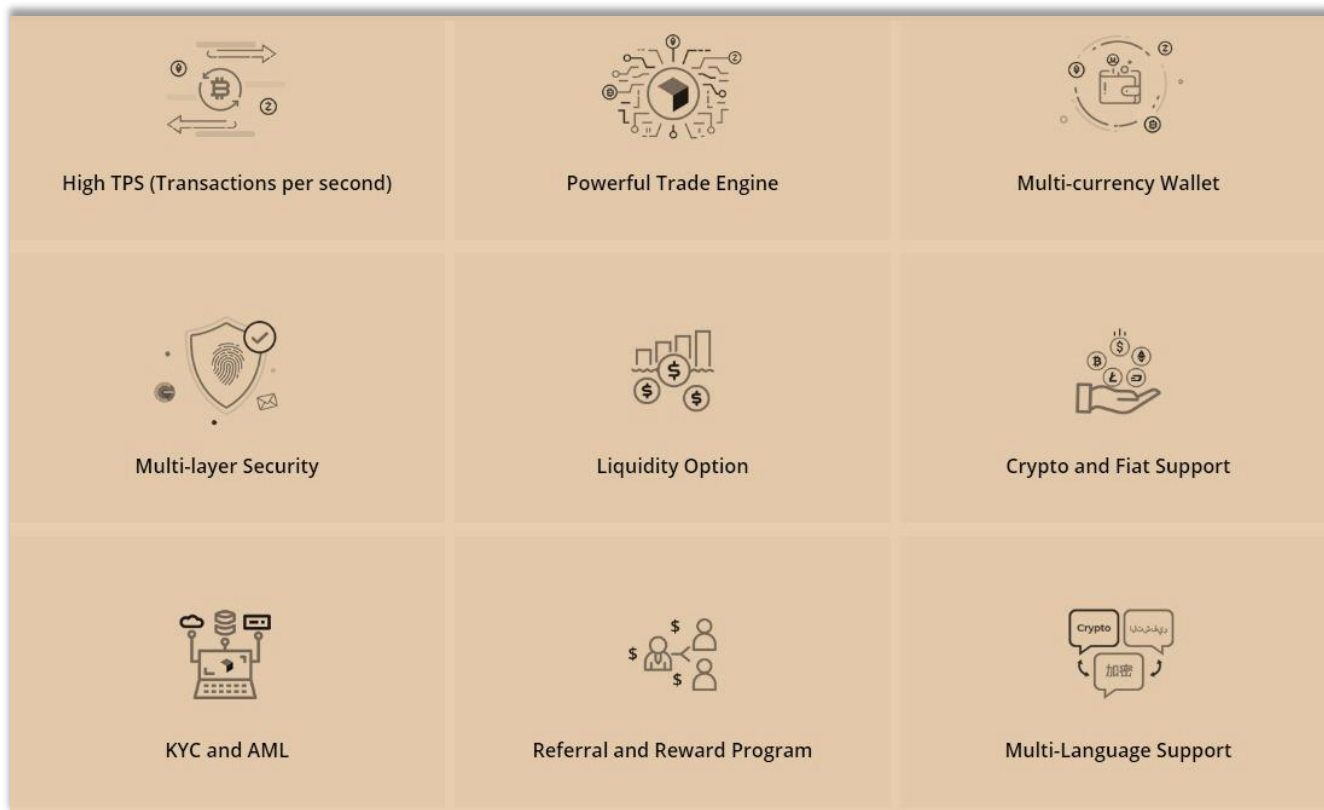 High TPS (Transactions per second)
Powerful Trade Engine
Multi-currency Wallet
Multi-layer Security
Liquidity Option
Crypto and Fiat Support
Crypto
加密
KYC and AML
Referral and Reward Program
Multi-Language Support